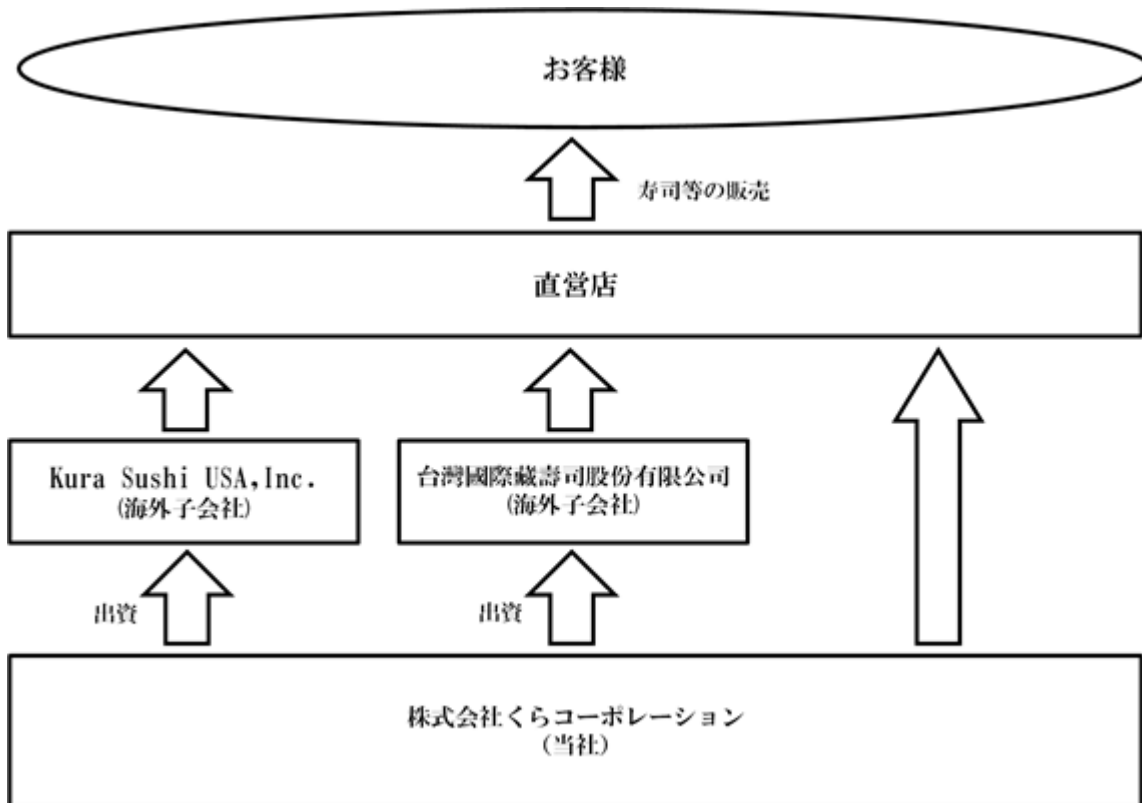 お客様
寿司等の販売
直営店
Kura Sushi USA,Inc.
(海外子会社)
台灣國際藏壽司股份有限公司
(海外子会社)
出資
出資
株式会社くらコーポレーション
(当社)